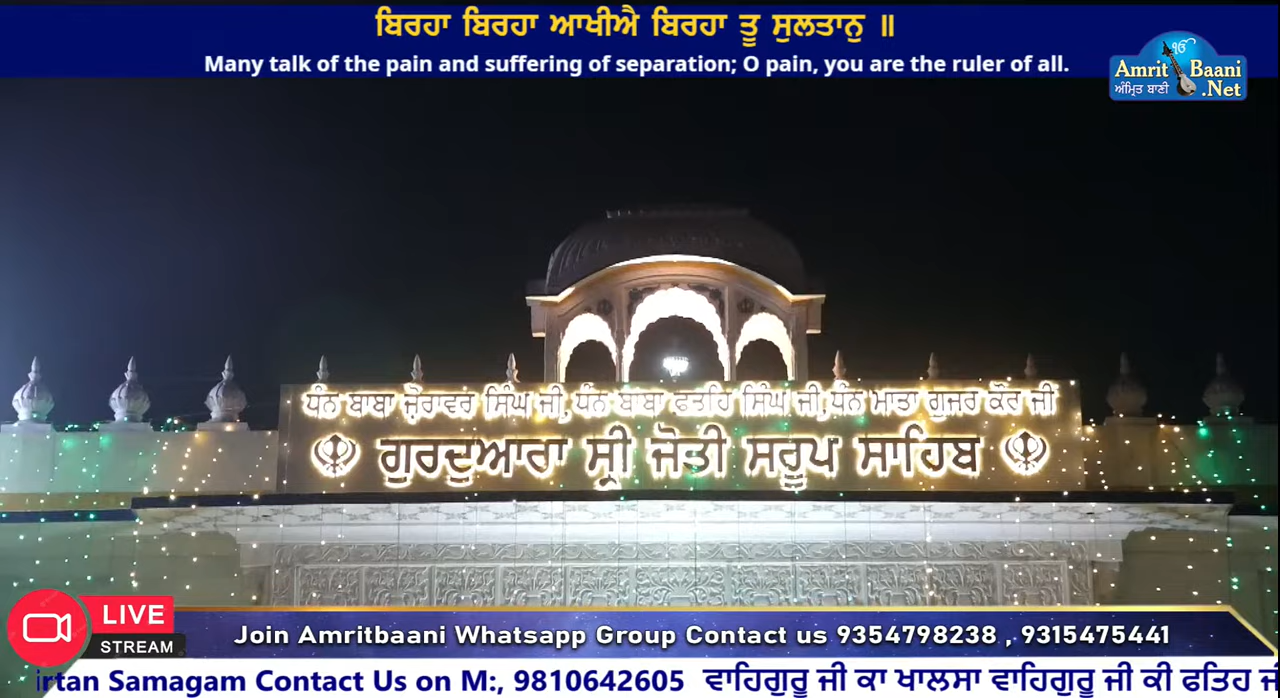 ਬਿਰਹਾ ਬਿਰਹਾ ਆਖੀਐ ਬਿਰਹਾ ਤੂ ਸੁਲਤਾਨੁ ॥
Many talk of the pain and suffering of separation; O pain, you are the ruler of all.
ੴ
Amrit Baani
ਅੰਮ੍ਰਿਤ ਬਾਣੀ .Net
ਧੰਨ ਬਾਬਾ ਜ਼ੋਰਾਵਰ ਸਿੰਘ ਜੀ, ਧੰਨ ਬਾਬਾ ਫਤਹਿ ਸਿੰਘ ਜੀ, ਧੰਨ ਮਾਤਾ ਗੁਜਰ ਕੌਰ ਜੀ
ਗੁਰਦੁਆਰਾ ਸ੍ਰੀ ਜੋਤੀ ਸਰੂਪ ਸਾਹਿਬ
LIVE
STREAM
Join Amritbaani Whatsapp Group Contact us 9354798238 , 9315475441
Samagam Contact Us on M:, 9810642605 ਵਾਹਿਗੁਰੂ ਜੀ ਕਾ ਖਾਲਸਾ ਵਾਹਿਗੁਰੂ ਜੀ ਕੀ ਫਤਿਹ